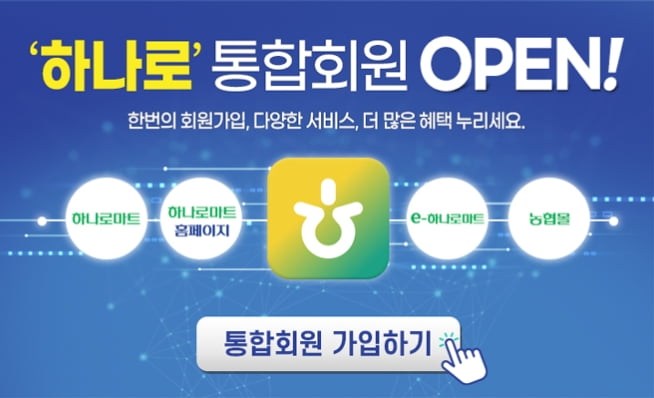 ‘하나로’ 통합회원 OPEN!
한번의 회원가입, 다양한 서비스, 더 많은 혜택 누리세요.
하나로마트
하나로마트
홈페이지
e-하나로마트
농협몰
통합회원 가입하기